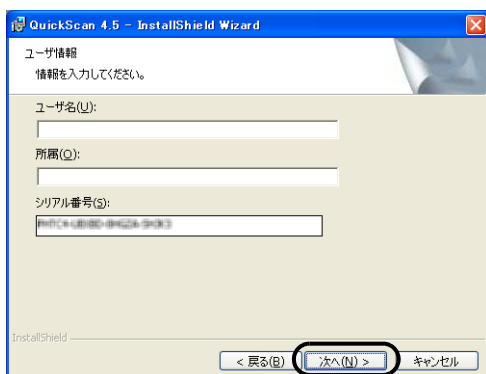 QuickScan 4.5 - InstallShield Wizard
ユーザ情報
情報を入力してください。
ユーザ名(U):
所属(O):
シリアル番号(S):
InstallShield
< 戻る(B)
次へ(N) >
キャンセル